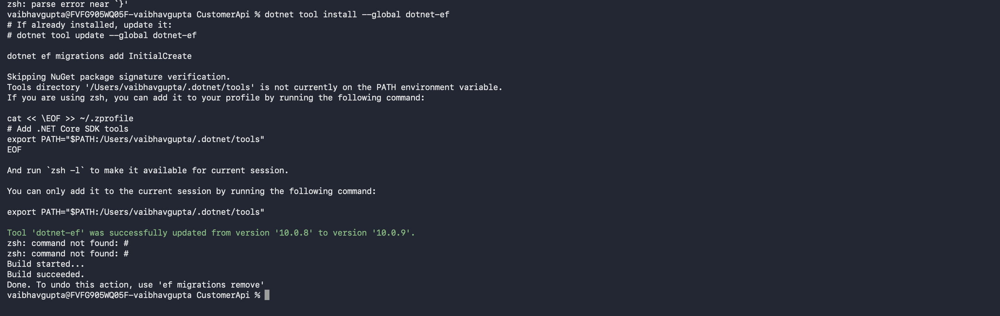 zsh: parse error near `}'
vaibhavgupta@FVFG905WQ05F-vaibhavgupta CustomerApi % dotnet tool install --global dotnet-ef
# If already installed, update it:
# dotnet tool update --global dotnet-ef
dotnet ef migrations add InitialCreate
Skipping NuGet package signature verification.
Tools directory '/Users/vaibhavgupta/.dotnet/tools' is not currently on the PATH environment variable.
If you are using zsh, you can add it to your profile by running the following command:
cat << \EOF >> ~/.zprofile
# Add .NET Core SDK tools
export PATH="$PATH:/Users/vaibhavgupta/.dotnet/tools"
EOF
And run `zsh -l` to make it available for current session.
You can only add it to the current session by running the following command:
export PATH="$PATH:/Users/vaibhavgupta/.dotnet/tools"
Tool 'dotnet-ef' was successfully updated from version '10.0.8' to version '10.0.9'.
zsh: command not found: #
zsh: command not found: #
Build started...
Build succeeded.
Done. To undo this action, use 'ef migrations remove'
vaibhavgupta@FVFG905WQ05F-vaibhavgupta CustomerApi %